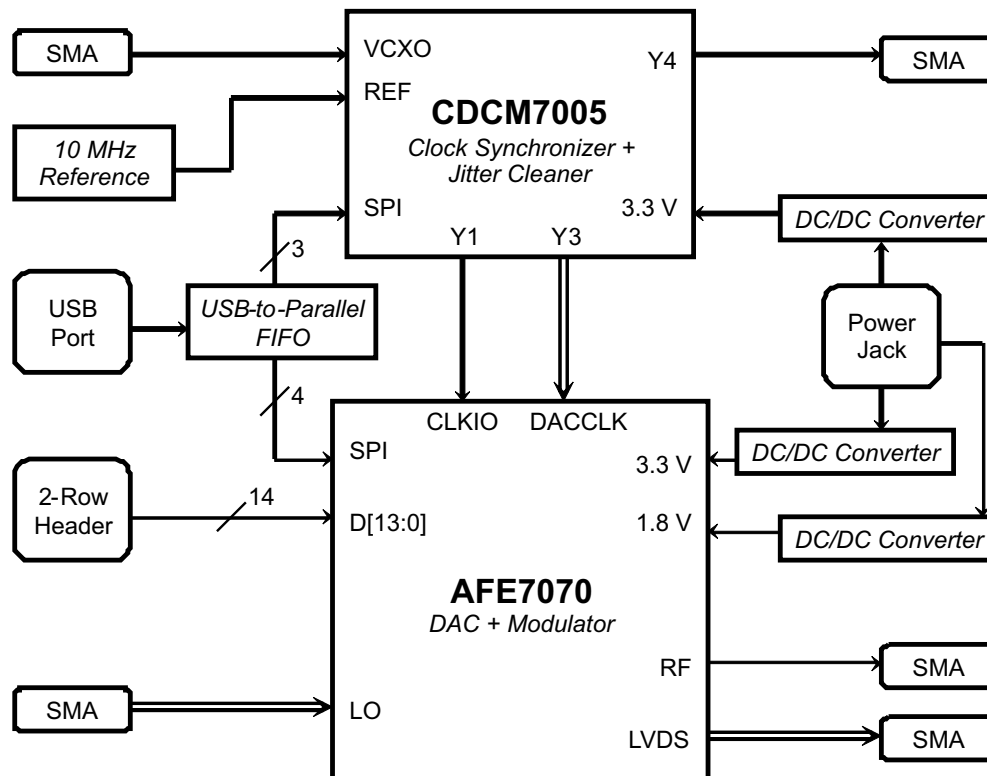 SMA
VCXO
Y4
SMA
REF
CDCM7005
Clock Synchronizer +
Jitter Cleaner
10 MHz
Reference
SPI
3.3 V
DC/DC Converter
Y1
Y3
3
USB
Port
USB-to-Parallel
FIFO
Power
Jack
4
CLKIO
DACCLK
SPI
3.3 V
DC/DC Converter
2-Row
Header
14
D[13:0]
1.8 V
DC/DC Converter
AFE7070
DAC + Modulator
RF
SMA
SMA
LO
LVDS
SMA